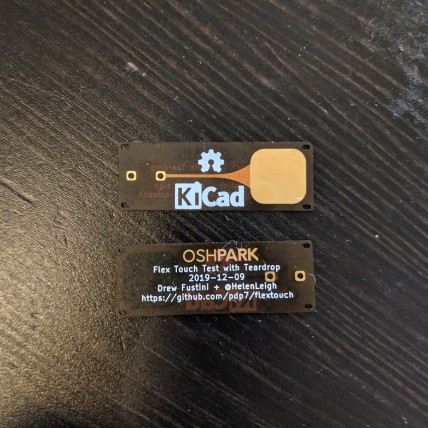 KiCad
OSHPARK
Flex Touch Test with Teardrop
2019-12-09
Drew Fustini + @HelenLeigh
https://github.com/pdp7/flextouch